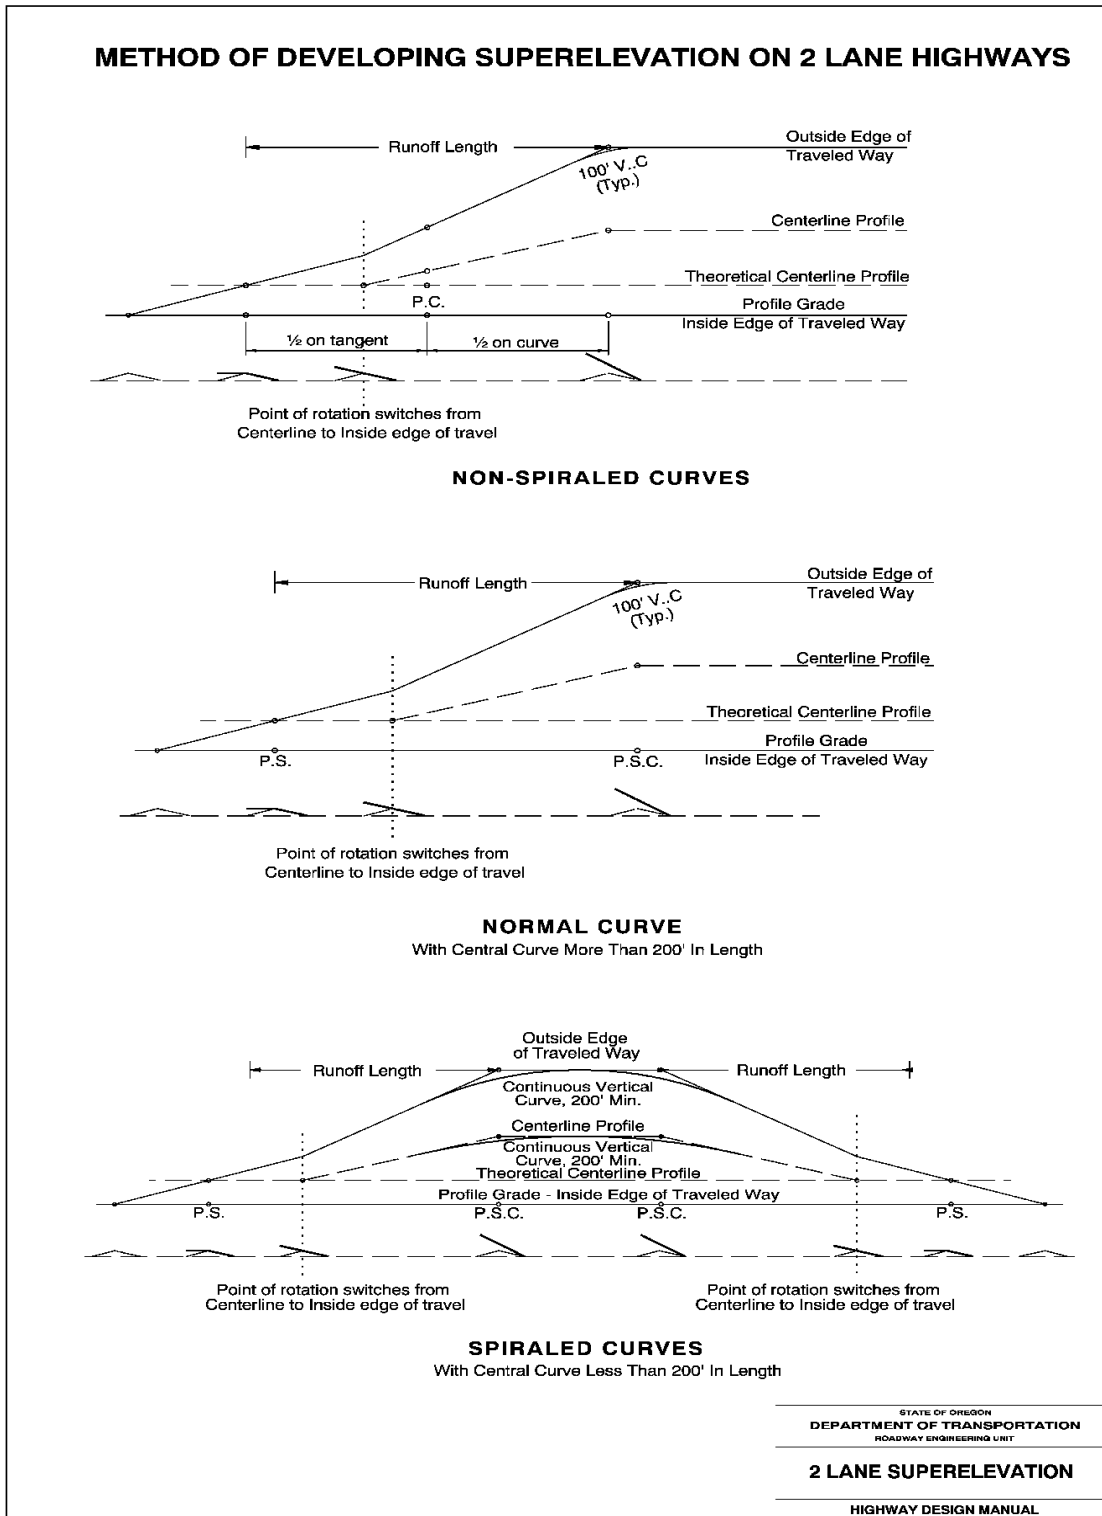 METHOD OF DEVELOPING SUPERELEVATION ON 2 LANE HIGHWAYS
Runoff Length
Outside Edge of
Traveled Way
100' V..C
(Typ.)
Centerline Profile
Theoretical Centerline Profile
P.C.
Profile Grade
Inside Edge of Traveled Way
½ on tangent
½ on curve
Point of rotation switches from
Centerline to Inside edge of travel
NON-SPIRALED CURVES
Runoff Length
Outside Edge of
Traveled Way
100' V..C
(Typ.)
Centerline Profile
Theoretical Centerline Profile
Profile Grade
Inside Edge of Traveled Way
P.S.
P.S.C.
Point of rotation switches from
Centerline to Inside edge of travel
NORMAL CURVE
With Central Curve More Than 200' In Length
Outside Edge
of Traveled Way
Runoff Length
Runoff Length
Continuous Vertical
Curve, 200' Min.
Centerline Profile
Continuous Vertical
Curve, 200' Min.
Theoretical Centerline Profile
Profile Grade - Inside Edge of Traveled Way
P.S.
P.S.C.
P.S.C.
P.S.
Point of rotation switches from
Centerline to Inside edge of travel
Point of rotation switches from
Centerline to Inside edge of travel
SPIRALED CURVES
With Central Curve Less Than 200' In Length
STATE OF OREGON
DEPARTMENT OF TRANSPORTATION
ROADWAY ENGINEERING UNIT
2 LANE SUPERELEVATION
HIGHWAY DESIGN MANUAL